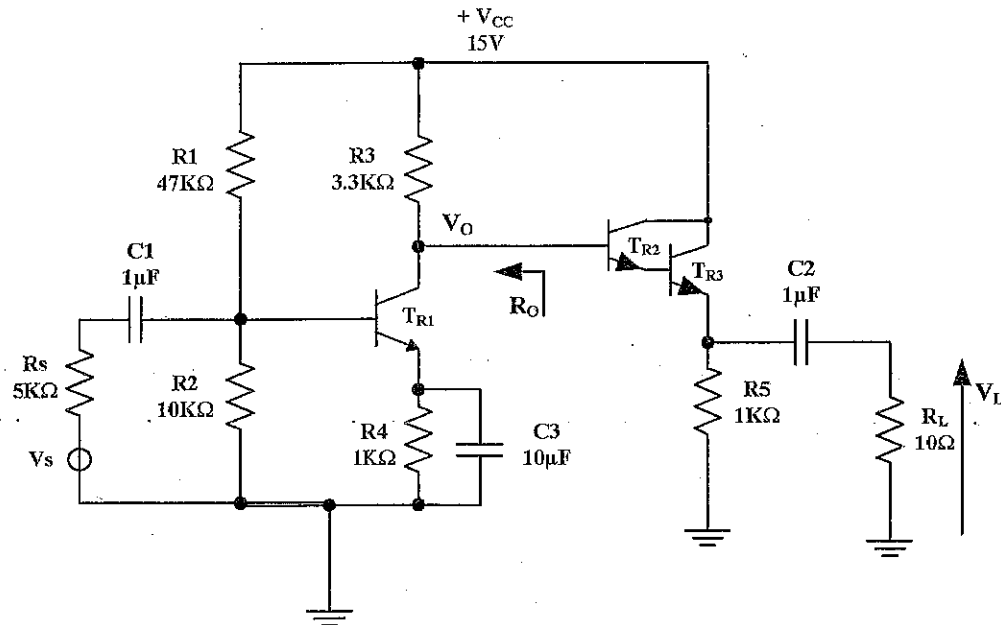 + V_CC
15V
R1
47KΩ
R3
3.3KΩ
V_O
C1
1µF
T_R1
R_O
T_R2
T_R3
C2
1µF
Rs
5KΩ
R2
10KΩ
R4
1KΩ
C3
10µF
R5
1KΩ
R_L
10Ω
V_L
Vs